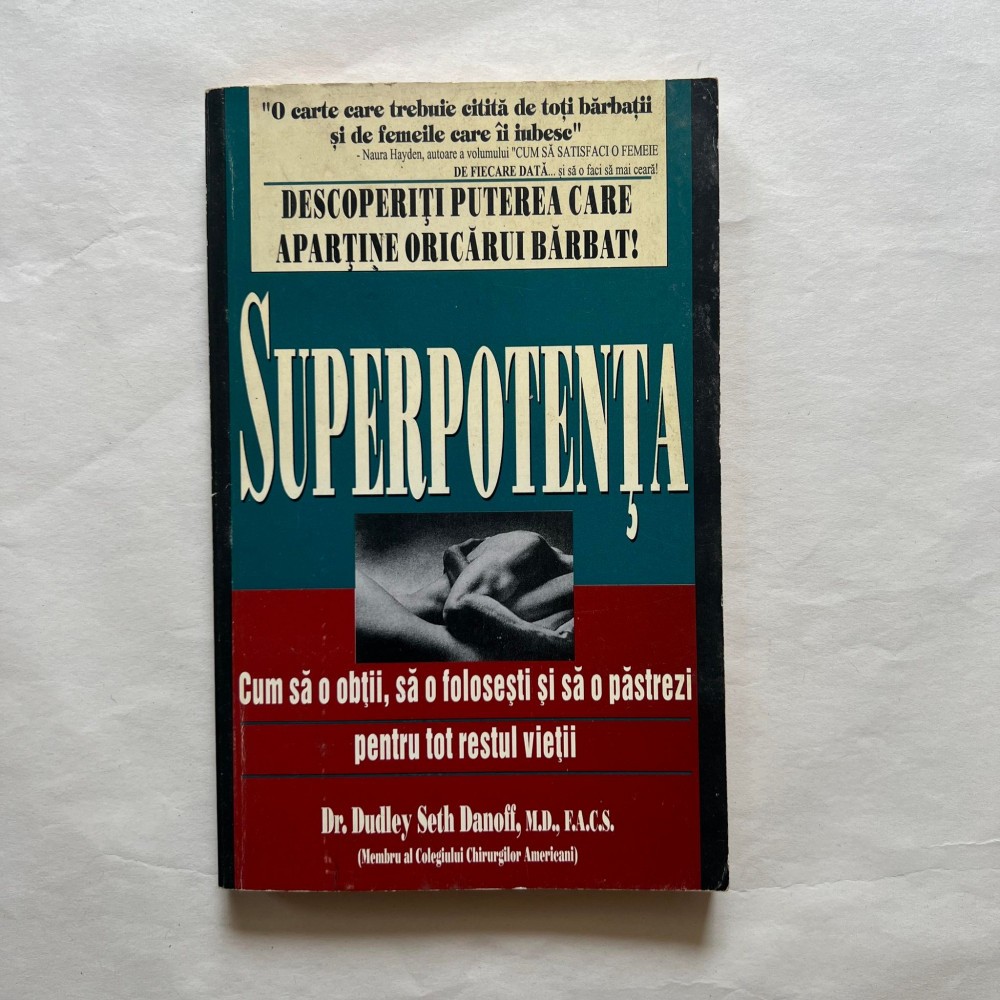 "O carte care trebuie citită de toți bărbații
și de femeile care îi iubesc"
- Naura Hayden, autoare a volumului "CUM SĂ SATISFACI O FEMEIE
DE FIECARE DATĂ... și să o faci să mai ceară!
DESCOPERIȚI PUTEREA CARE
APARȚINE ORICĂRUI BĂRBAT!
SUPERPOTENȚA
Cum să o obții, să o folosești și să o păstrezi
pentru tot restul vieții
Dr. Dudley Seth Danoff, M.D., F.A.C.S.
(Membru al Colegiului Chirurgilor Americani)